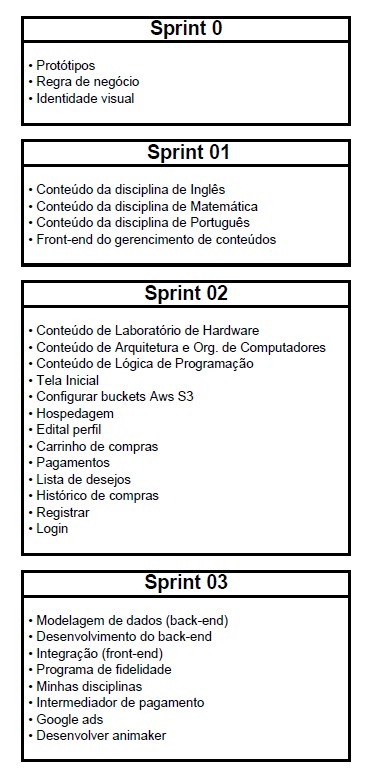 Sprint 0
• Protótipos
• Regra de negócio
• Identidade visual
Sprint 01
• Conteúdo da disciplina de Inglês
• Conteúdo da disciplina de Matemática
• Conteúdo da disciplina de Português
• Front-end do gerencimento de conteúdos
Sprint 02
• Conteúdo de Laboratório de Hardware
• Conteúdo de Arquitetura e Org. de Computadores
• Conteúdo de Lógica de Programação
• Tela Inicial
• Configurar buckets Aws S3
• Hospedagem
• Edital perfil
• Carrinho de compras
• Pagamentos
• Lista de desejos
• Histórico de compras
• Registrar
• Login
Sprint 03
• Modelagem de dados (back-end)
• Desenvolvimento do back-end
• Integração (front-end)
• Programa de fidelidade
• Minhas disciplinas
• Intermediador de pagamento
• Google ads
• Desenvolver animaker